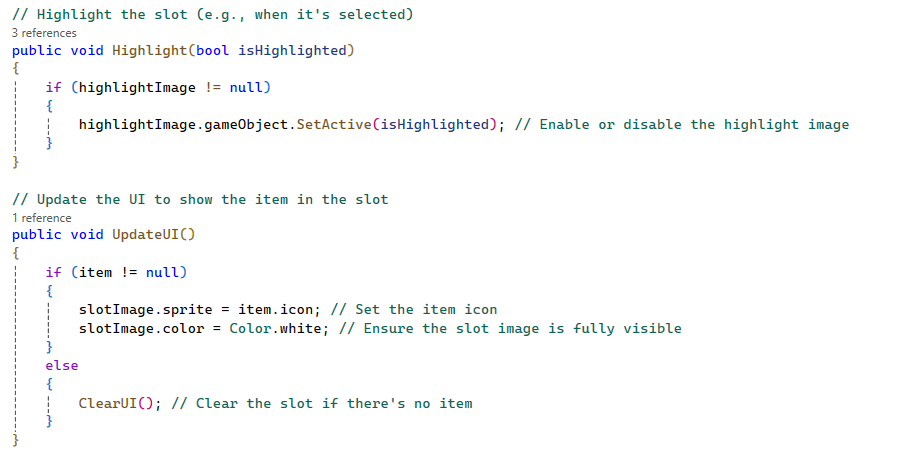 // Highlight the slot (e.g., when it's selected)
3 references
public void Highlight(bool isHighlighted)
{
if (highlightImage != null)
{
highlightImage.gameObject.SetActive(isHighlighted); // Enable or disable the highlight image
}
}
// Update the UI to show the item in the slot
1 reference
public void UpdateUI()
{
if (item != null)
{
slotImage.sprite = item.icon; // Set the item icon
slotImage.color = Color.white; // Ensure the slot image is fully visible
}
else
{
ClearUI(); // Clear the slot if there's no item
}
}